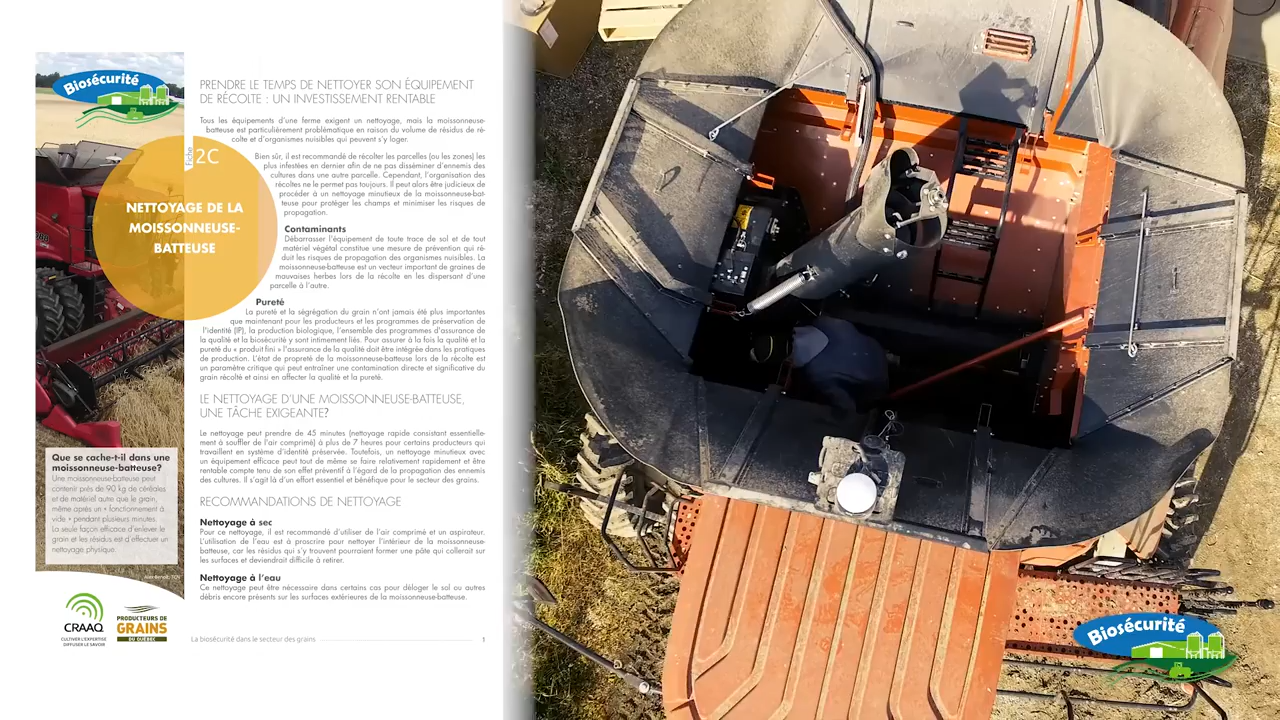 Biosécurité
Fiche
2C
NETTOYAGE DE LA
MOISSONNEUSE-
BATTEUSE
PRENDRE LE TEMPS DE NETTOYER SON ÉQUIPEMENT
DE RÉCOLTE : UN INVESTISSEMENT RENTABLE
Tous les équipements d'une ferme exigent un nettoyage, mais la moissonneuse-
batteuse est particulièrement problématique en raison du volume de résidus de ré-
colte et d'organismes nuisibles qui peuvent s'y loger.
Bien sûr, il est recommandé de récolter les parcelles (ou les zones) les
plus infestées en dernier afin de ne pas disséminer d'ennemis des
cultures dans une autre parcelle. Cependant, l'organisation des
récoltes ne le permet pas toujours. Il peut alors être judicieux de
procéder à un nettoyage minutieux de la moissonneuse-bat-
teuse pour protéger les champs et minimiser les risques de
propagation.
Contaminants
Débarrasser l'équipement de toute trace de sol et de tout
matériel végétal constitue une mesure de prévention qui ré-
duit les risques de propagation des organismes nuisibles. La
moissonneuse-batteuse est un vecteur important de graines de
mauvaises herbes lors de la récolte en les dispersant d'une
parcelle à l'autre.
Pureté
La pureté et la ségrégation du grain n'ont jamais été plus importantes
que maintenant pour les producteurs et les programmes de préservation de
l'identité (IP), la production biologique, l'ensemble des programmes d'assurance de
la qualité et la biosécurité y sont intimement liés. Pour assurer à la fois la qualité et la
pureté du « produit fini » l'assurance de la qualité doit être intégrée dans les pratiques
de production. L'état de propreté de la moissonneuse-batteuse lors de la récolte est
un paramètre critique qui peut entraîner une contamination directe et significative du
grain récolté et ainsi en affecter la qualité et la pureté.
LE NETTOYAGE D'UNE MOISSONNEUSE-BATTEUSE,
UNE TÂCHE EXIGEANTE?
Le nettoyage peut prendre de 45 minutes (nettoyage rapide consistant essentielle-
ment à souffler de l'air comprimé) à plus de 7 heures pour certains producteurs qui
travaillent en système d'identité préservée. Toutefois, un nettoyage minutieux avec
un équipement efficace peut tout de même se faire relativement rapidement et être
rentable compte tenu de son effet préventif à l'égard de la propagation des ennemis
des cultures. Il s'agit là d'un effort essentiel et bénéfique pour le secteur des grains.
RECOMMANDATIONS DE NETTOYAGE
Nettoyage à sec
Pour ce nettoyage, il est recommandé d'utiliser de l'air comprimé et un aspirateur.
L'utilisation de l'eau est à proscrire pour nettoyer l'intérieur de la moissonneuse-
batteuse, car les résidus qui s'y trouvent pourraient former une pâte qui collerait sur
les surfaces et deviendrait difficile à retirer.
Nettoyage à l'eau
Ce nettoyage peut être nécessaire dans certains cas pour déloger le sol ou autres
débris encore présents sur les surfaces extérieures de la moissonneuse-batteuse.
Que se cache-t-il dans une
moissonneuse-batteuse?
Une moissonneuse-batteuse peut
contenir près de 90 kg de céréales
et de matériel autre que le grain,
même après un « fonctionnement à
vide » pendant plusieurs minutes.
La seule façon efficace d'enlever le
grain et les résidus est d'effectuer un
nettoyage physique.
CRAAQ
CULTIVER L'EXPERTISE
DIFFUSER LE SAVOIR
PRODUCTEURS DE
GRAINS
DU QUÉBEC
La biosécurité dans le secteur des grains
1
Biosécurité